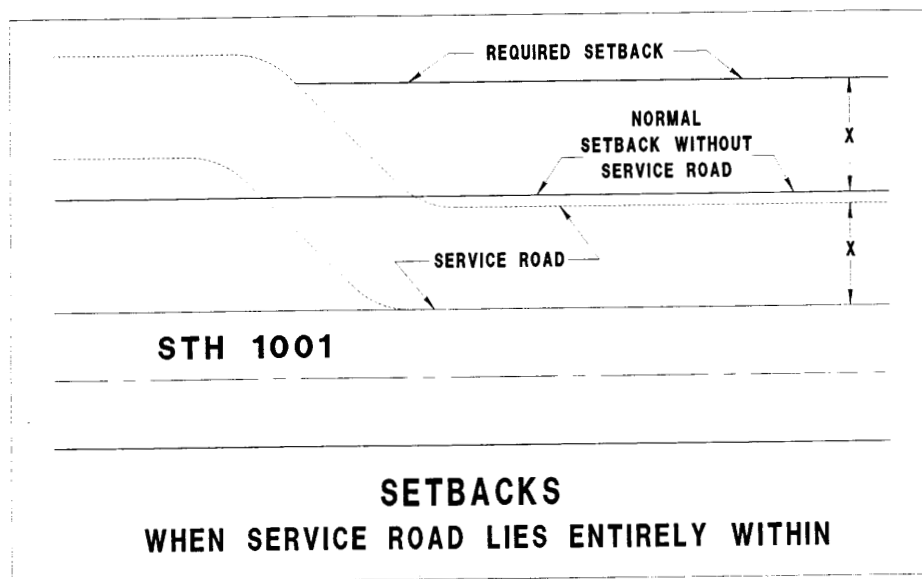 REQUIRED SETBACK
NORMAL
SETBACK WITHOUT
SERVICE ROAD
X
X
SERVICE ROAD
STH 1001
SETBACKS
WHEN SERVICE ROAD LIES ENTIRELY WITHIN